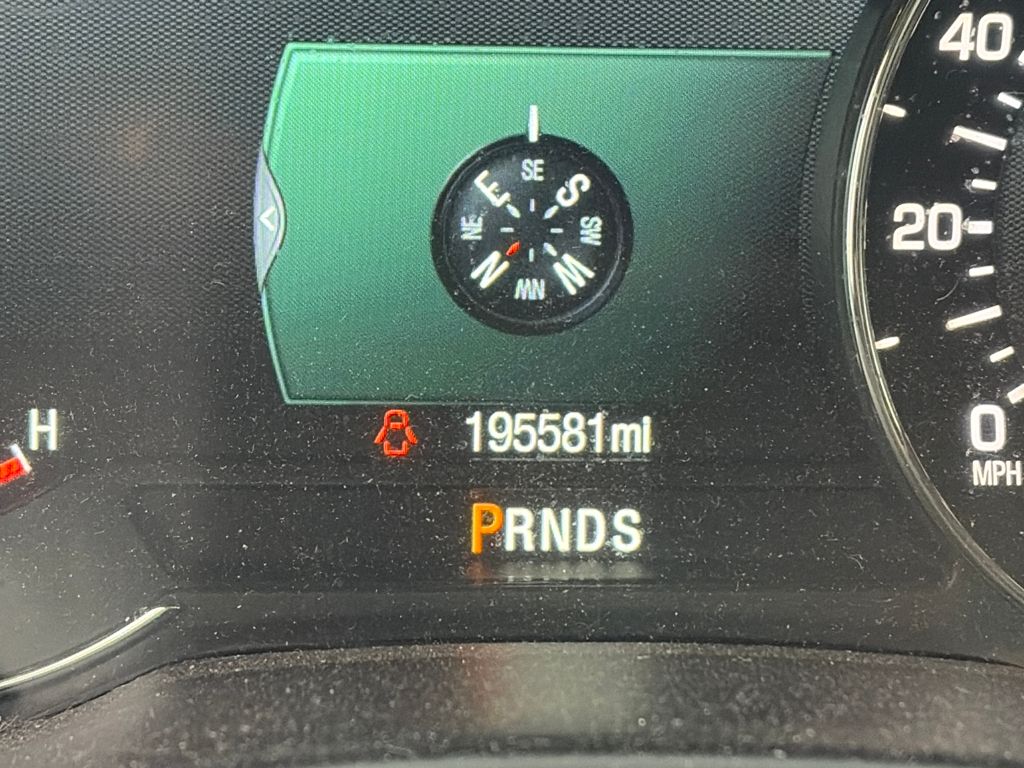 40
SE
E S
NE SW
20
N W
NW
H
195581mi
0
MPH
PRNDS